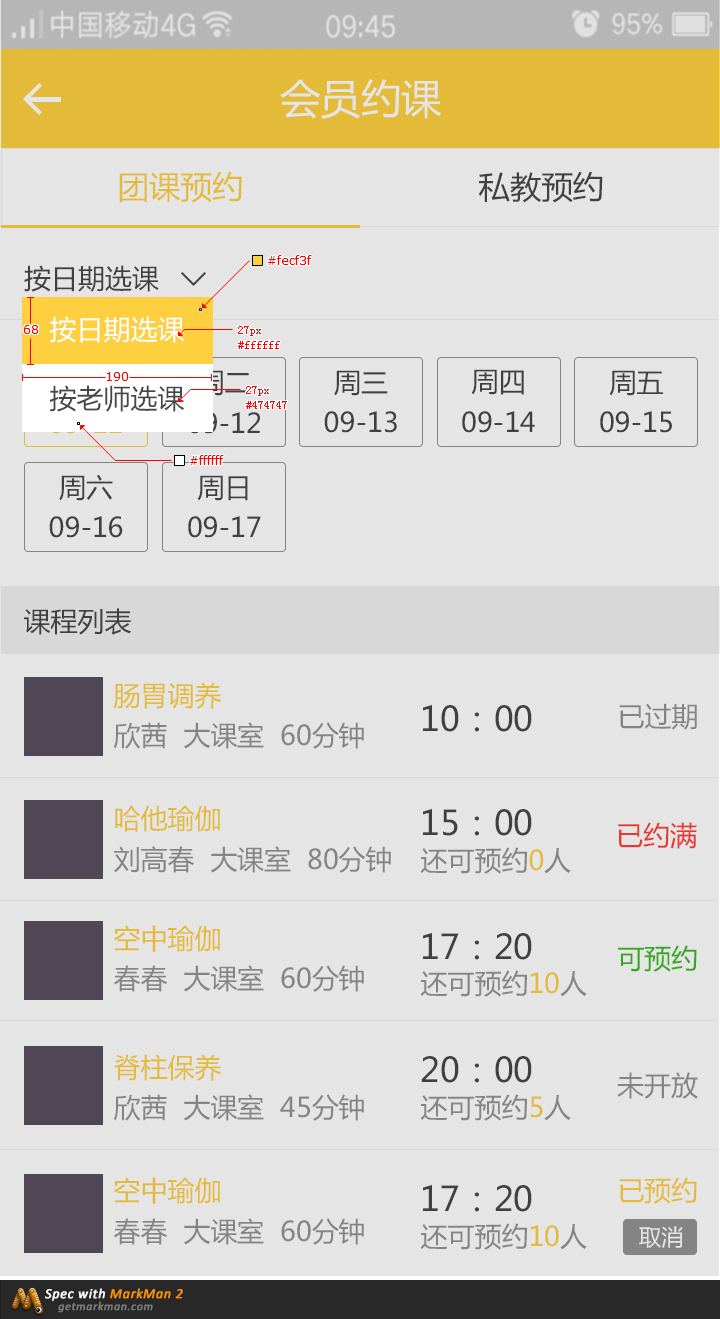 中国移动4G 09:45 95%
会员约课
团课预约 私教预约
按日期选课
#fecf3f
68 按日期选课 27px
#ffffff
190
按老师选课 27px
#474747
#ffffff
周二 周三 周四 周五
09-12 09-13 09-14 09-15
周六 周日
09-16 09-17
课程列表
肠胃调养
欣茜 大课室 60分钟
10：00
已过期
哈他瑜伽
刘高春 大课室 80分钟
15：00
还可预约0人
已约满
空中瑜伽
春春 大课室 60分钟
17：20
还可预约10人
可预约
脊柱保养
欣茜 大课室 45分钟
20：00
还可预约5人
未开放
空中瑜伽
春春 大课室 60分钟
17：20
还可预约10人
已预约
取消
Spec with MarkMan 2
getmarkman.com